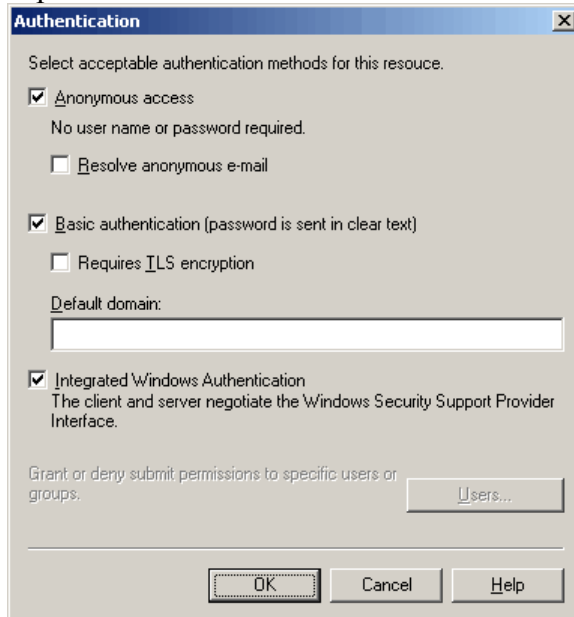 Authentication
Select acceptable authentication methods for this resouce.
Anonymous access
No user name or password required.
Resolve anonymous e-mail
Basic authentication (password is sent in clear text)
Requires TLS encryption
Default domain:
Integrated Windows Authentication
The client and server negotiate the Windows Security Support Provider
Interface.
Grant or deny submit permissions to specific users or
groups.
Users...
OK Cancel Help